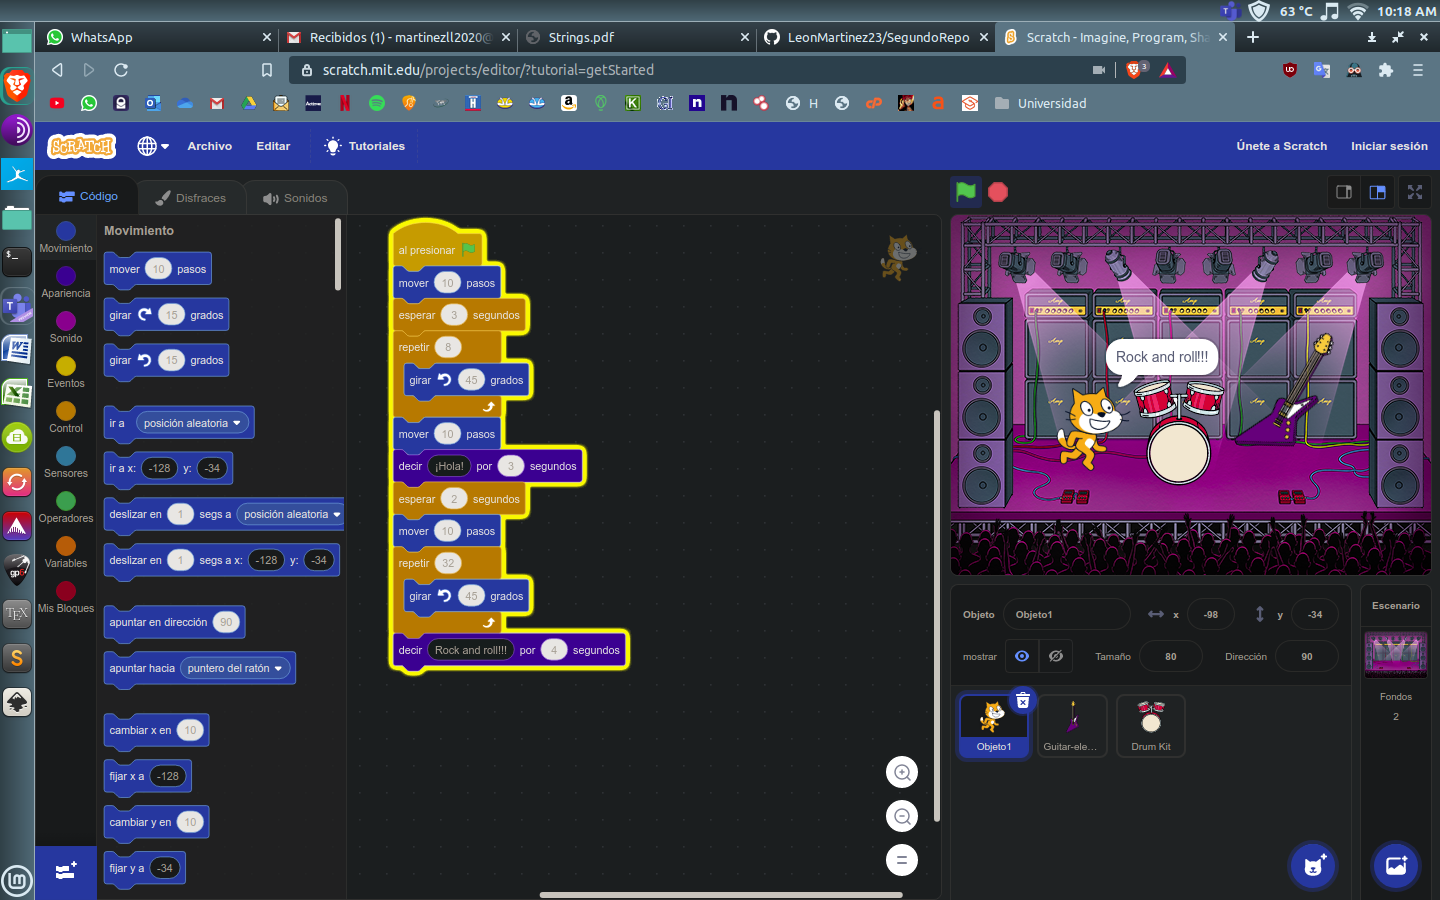 63 °C 10:18 AM
WhatsApp
Recibidos (1) - martinezll2020@
Strings.pdf
LeonMartinez23/SegundoRepo
Scratch - Imagine, Program, Sha
scratch.mit.edu/projects/editor/?tutorial=getStarted
3
H
Universidad
SCRATCH
Archivo
Editar
Tutoriales
Únete a Scratch
Iniciar sesión
Código
Disfraces
Sonidos
Movimiento
Apariencia
Sonido
Eventos
Control
Sensores
Operadores
Variables
Mis Bloques
Movimiento
mover 10 pasos
girar 15 grados
girar 15 grados
ir a posición aleatoria
ir a x: -128 y: -34
deslizar en 1 segs a posición aleatoria
deslizar en 1 segs a x: -128 y: -34
apuntar en dirección 90
apuntar hacia puntero del ratón
cambiar x en 10
fijar x a -128
cambiar y en 10
fijar y a -34
al presionar
mover 10 pasos
esperar 3 segundos
repetir 8
girar 45 grados
mover 10 pasos
decir ¡Hola! por 3 segundos
esperar 2 segundos
mover 10 pasos
repetir 32
girar 45 grados
decir Rock and roll!!! por 4 segundos
Rock and roll!!!
Objeto Objeto1 x -98 y -34
mostrar Tamaño 80 Dirección 90
Objeto1
Guitar-ele...
Drum Kit
Escenario
Fondos
2